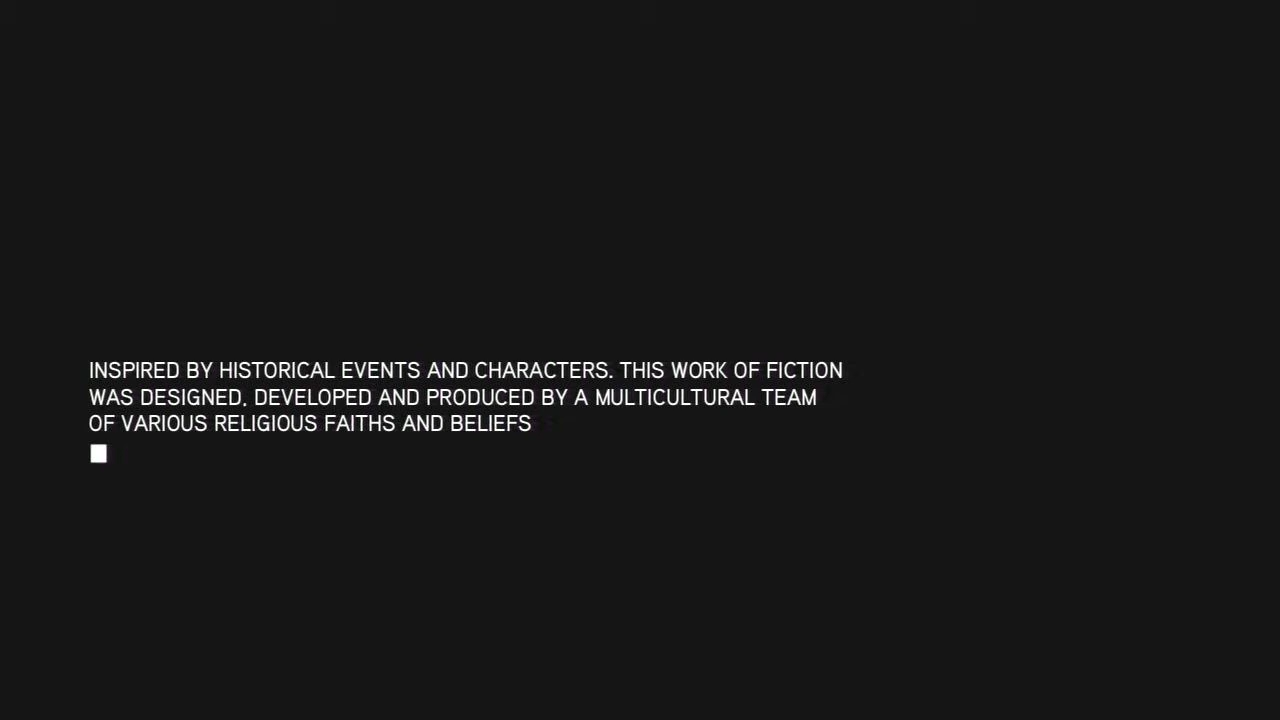 INSPIRED BY HISTORICAL EVENTS AND CHARACTERS. THIS WORK OF FICTION
WAS DESIGNED, DEVELOPED AND PRODUCED BY A MULTICULTURAL TEAM
OF VARIOUS RELIGIOUS FAITHS AND BELIEFS